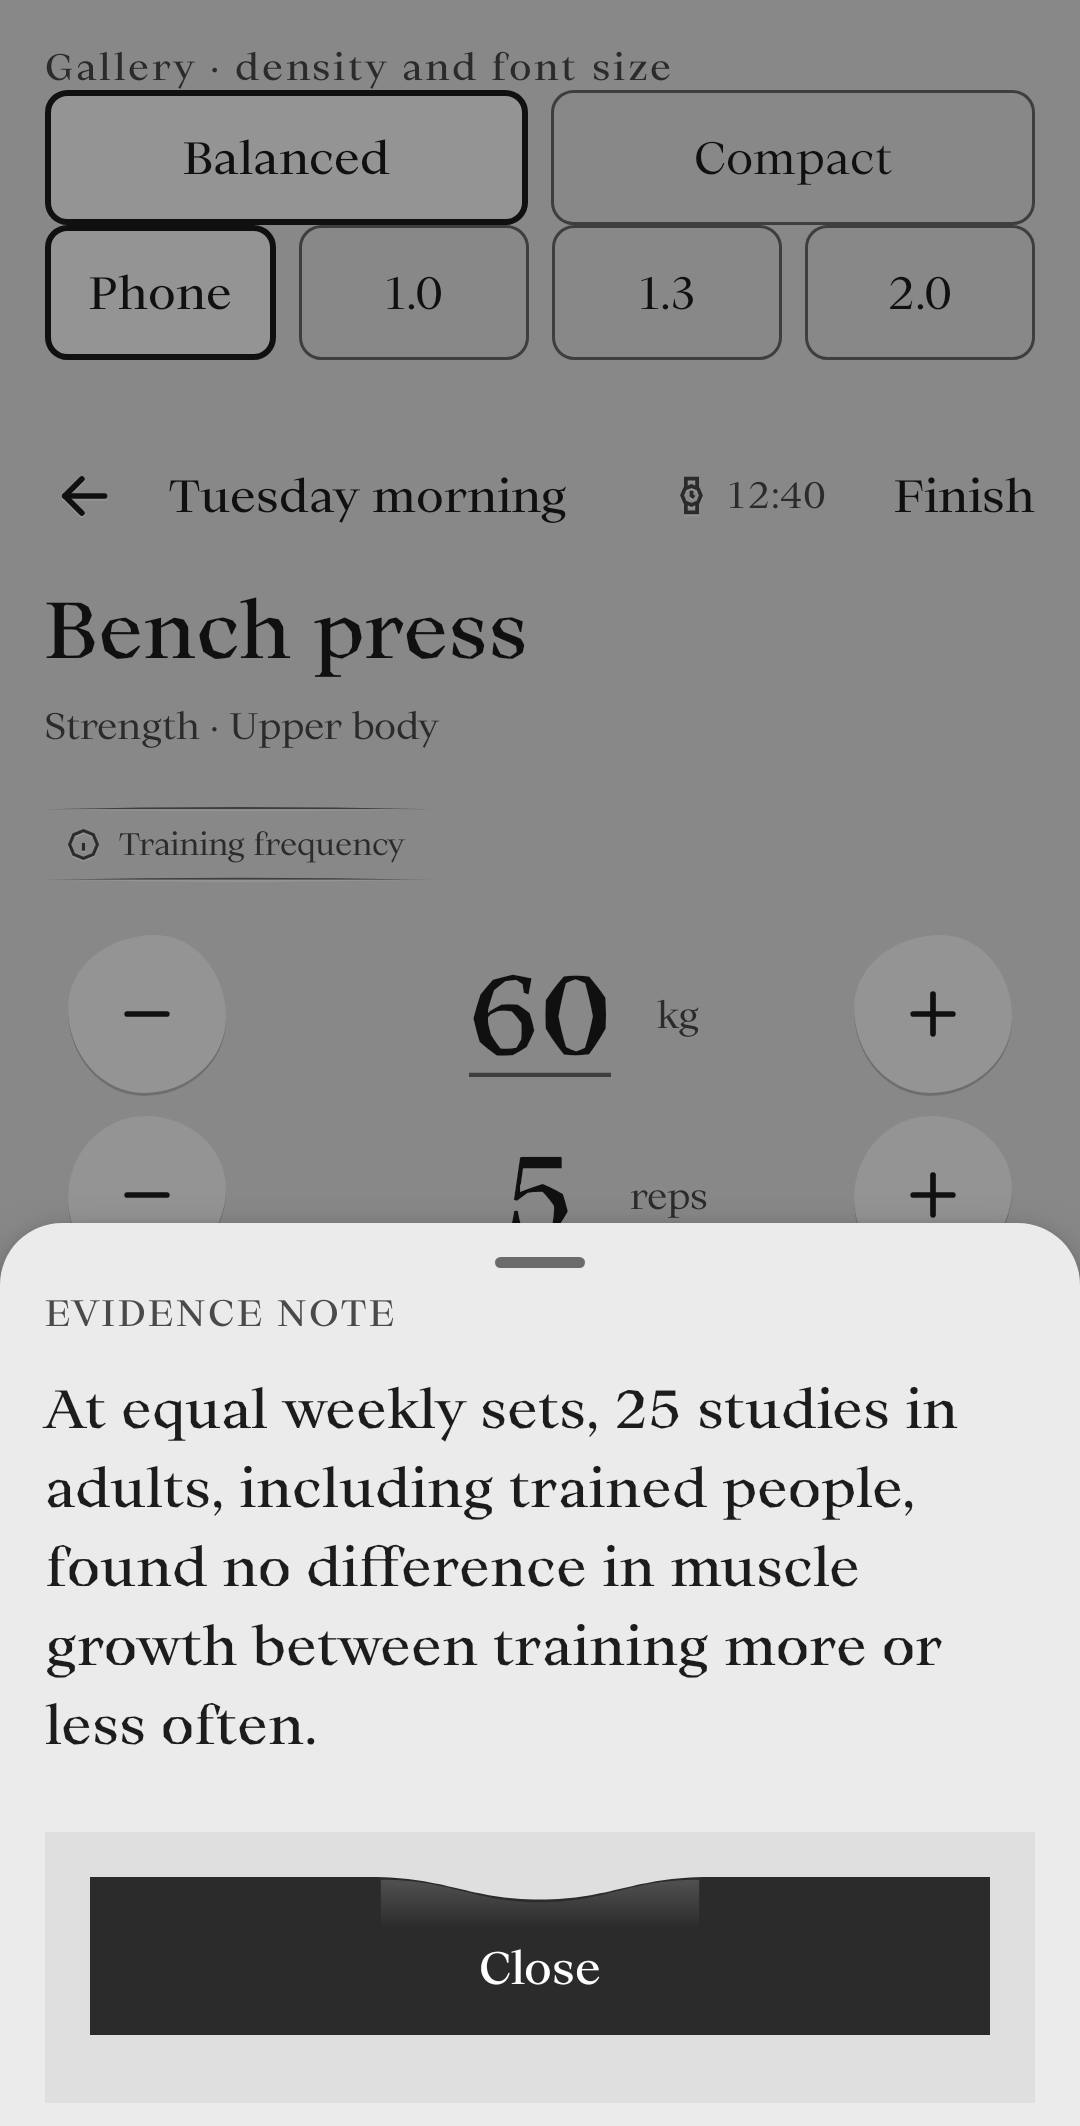 Gallery · density and font size
Balanced
Compact
Phone
1.0
1.3
2.0
Tuesday morning
12:40
Finish
Bench press
Strength · Upper body
Training frequency
60 kg
5 reps
EVIDENCE NOTE
At equal weekly sets, 25 studies in
adults, including trained people,
found no difference in muscle
growth between training more or
less often.
Close